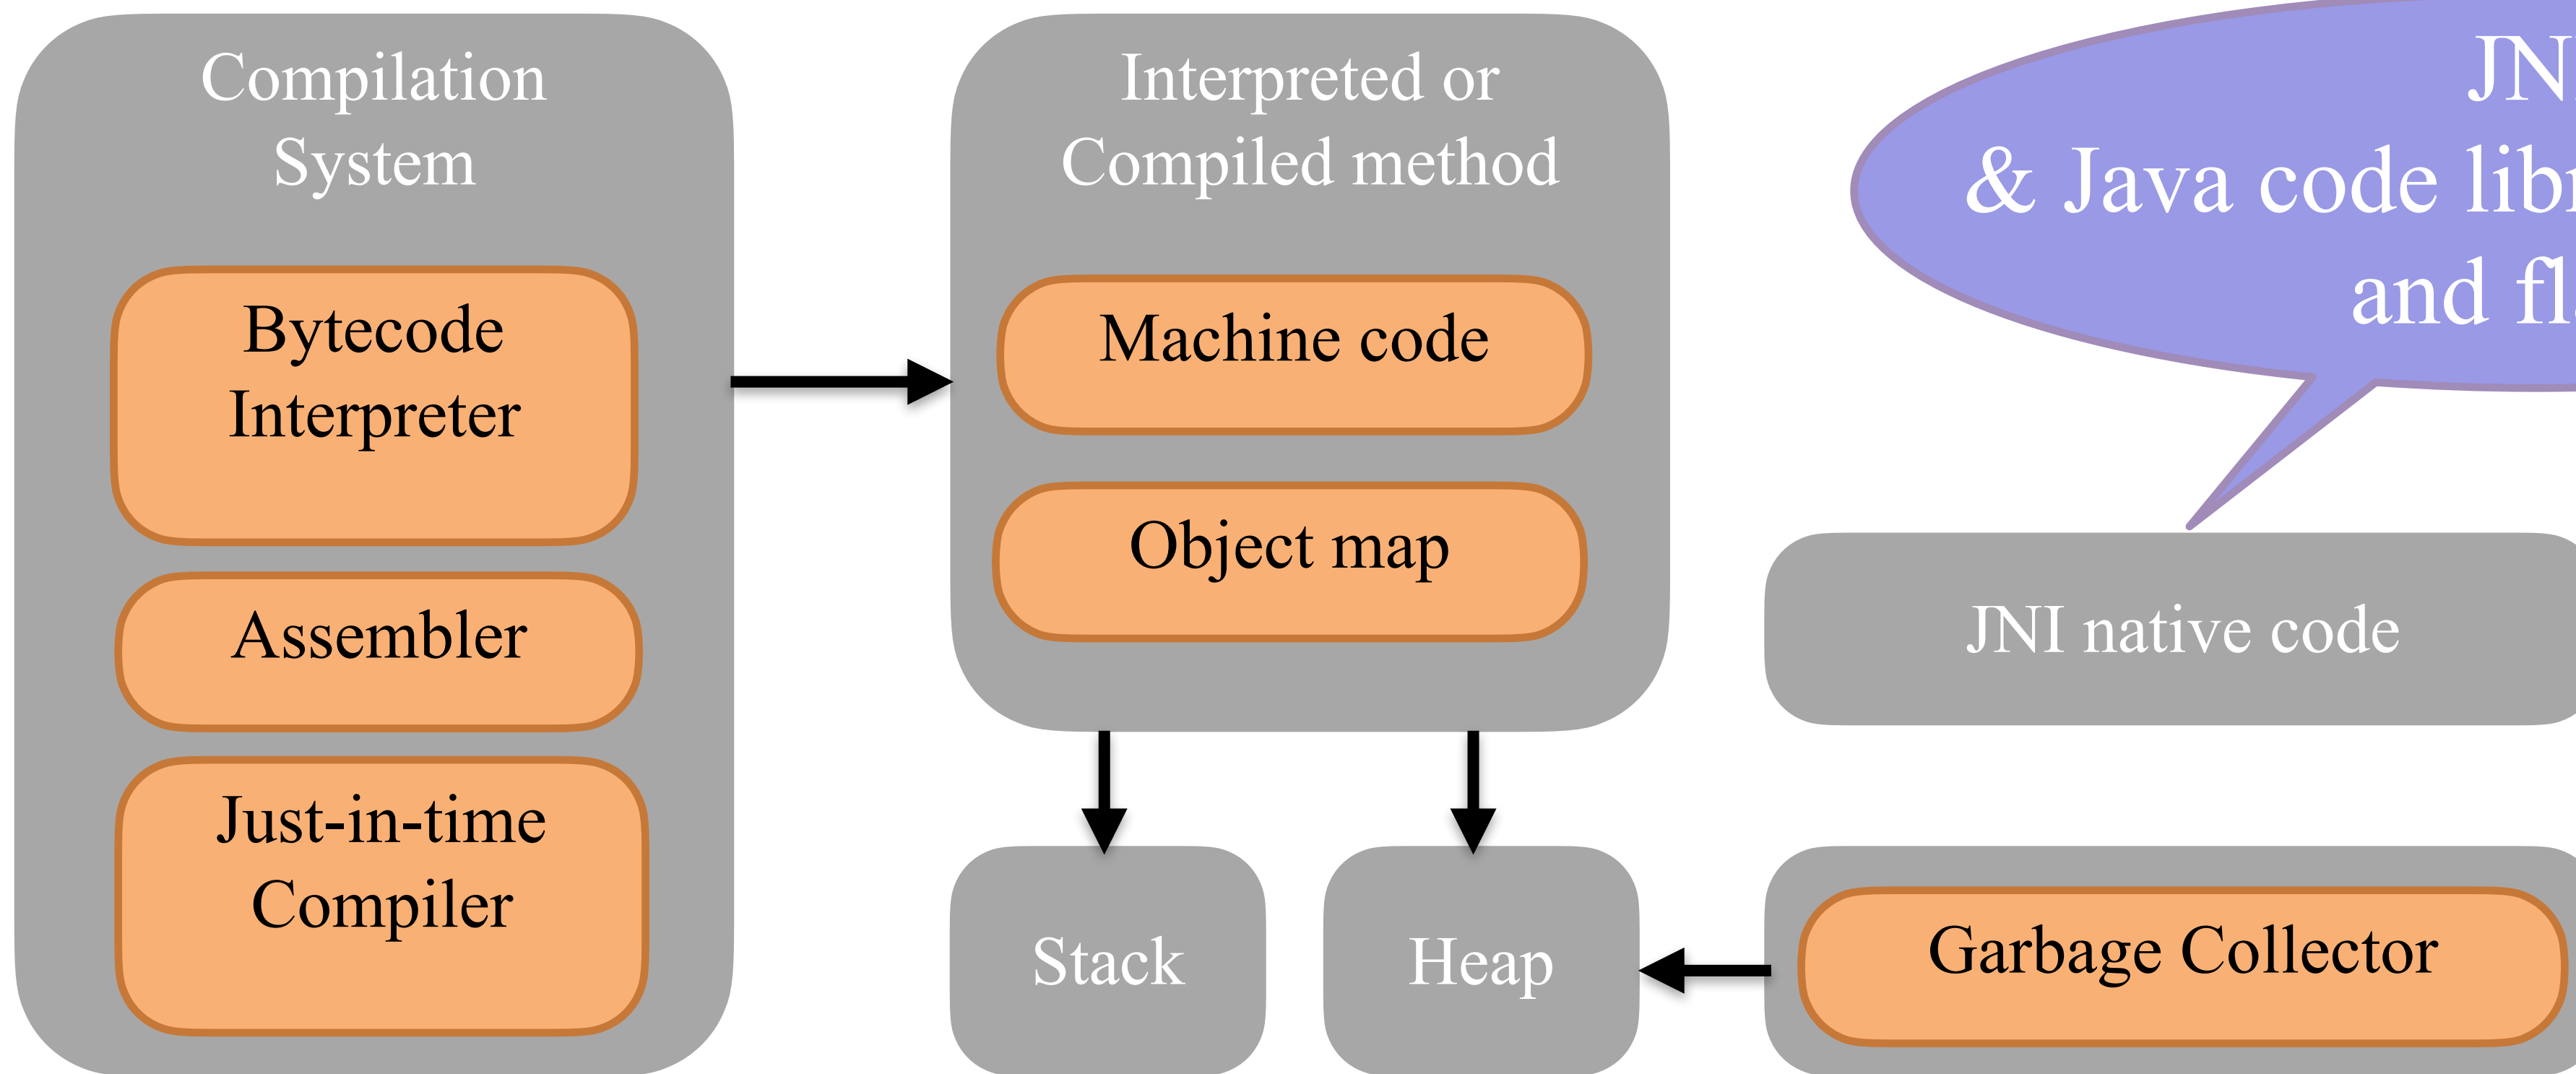 Compilation
System
Bytecode
Interpreter
Assembler
Just-in-time
Compiler
Interpreted or
Compiled method
Machine code
Object map
Stack
Heap
& Java code
and
JNI native code
Garbage Collector